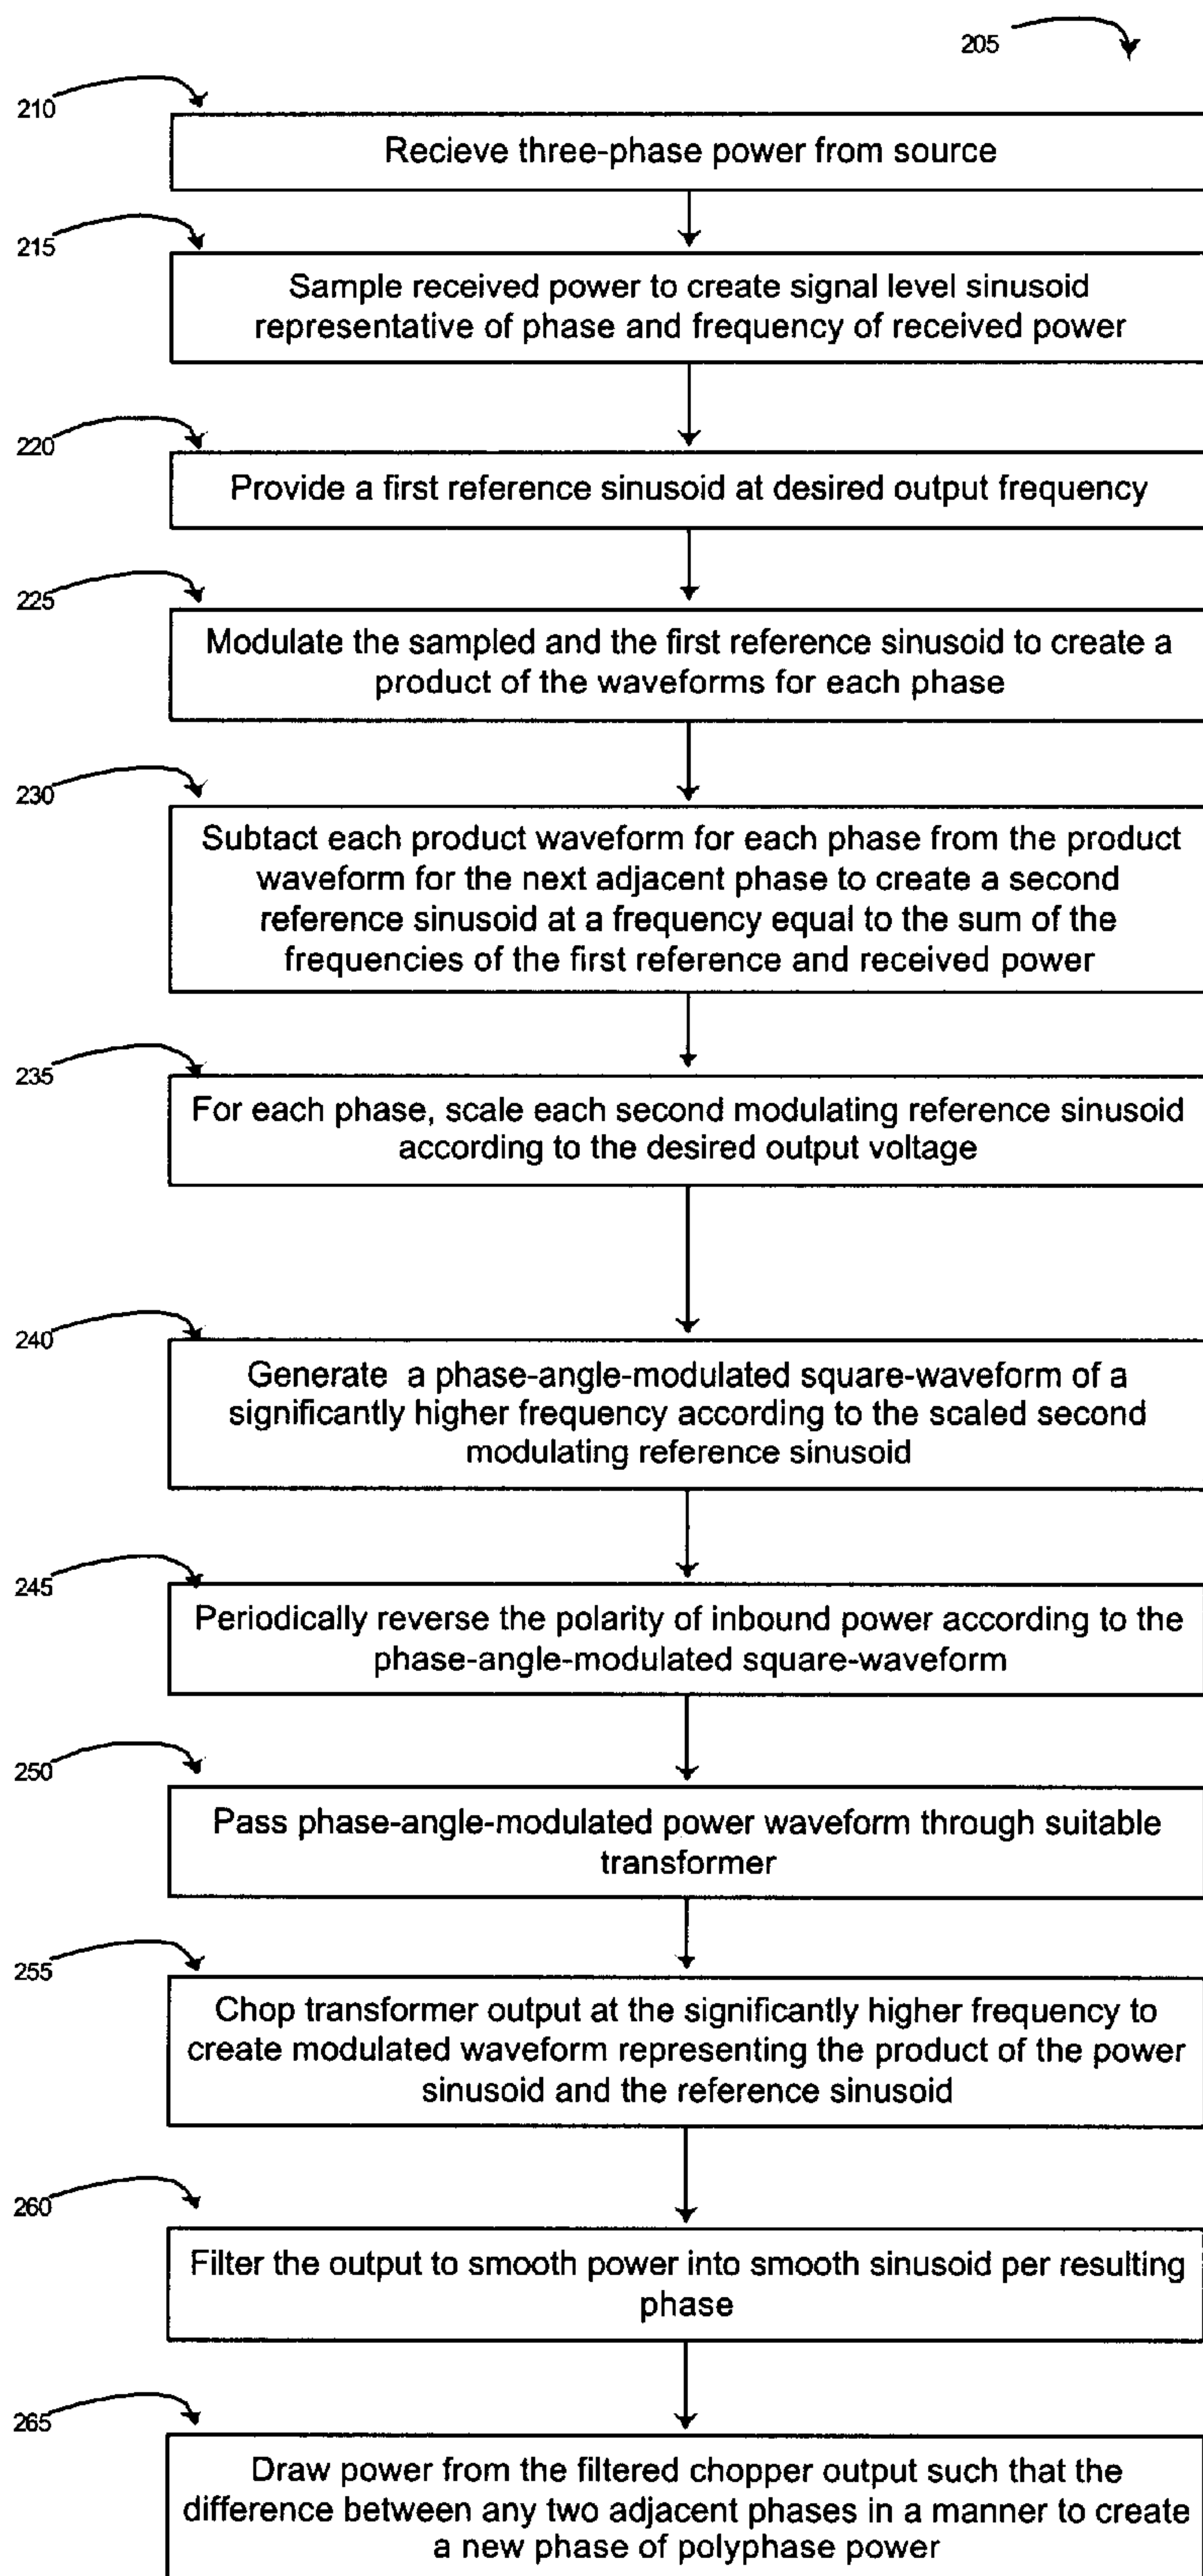 205
210
Recieve three-phase power from source
215
Sample received power to create signal level sinusoid
representative of phase and frequency of received power
220
Provide a first reference sinusoid at desired output frequency
225
Modulate the sampled and the first reference sinusoid to create a
product of the waveforms for each phase
230
Subtact each product waveform for each phase from the product
waveform for the next adjacent phase to create a second
reference sinusoid at a frequency equal to the sum of the
frequencies of the first reference and received power
235
For each phase, scale each second modulating reference sinusoid
according to the desired output voltage
240
Generate a phase-angle-modulated square-waveform of a
significantly higher frequency according to the scaled second
modulating reference sinusoid
245
Periodically reverse the polarity of inbound power according to the
phase-angle-modulated square-waveform
250
Pass phase-angle-modulated power waveform through suitable
transformer
255
Chop transformer output at the significantly higher frequency to
create modulated waveform representing the product of the power
sinusoid and the reference sinusoid
260
Filter the output to smooth power into smooth sinusoid per resulting
phase
265
Draw power from the filtered chopper output such that the
difference between any two adjacent phases in a manner to create
a new phase of polyphase power